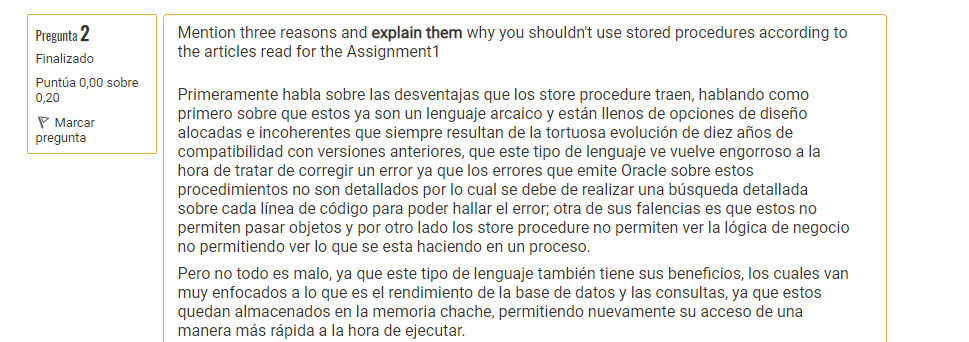 Pregunta 2
Finalizado
Puntúa 0,00 sobre
0,20
Marcar
pregunta
Mention three reasons and explain them why you shouldn't use stored procedures according to
the articles read for the Assignment1
Primeramente habla sobre las desventajas que los store procedure traen, hablando como
primero sobre que estos ya son un lenguaje arcaico y están llenos de opciones de diseño
alocadas e incoherentes que siempre resultan de la tortuosa evolución de diez años de
compatibilidad con versiones anteriores, que este tipo de lenguaje ve vuelve engorroso a la
hora de tratar de corregir un error ya que los errores que emite Oracle sobre estos
procedimientos no son detallados por lo cual se debe de realizar una búsqueda detallada
sobre cada línea de código para poder hallar el error; otra de sus falencias es que estos no
permiten pasar objetos y por otro lado los store procedure no permiten ver la lógica de negocio
no permitiendo ver lo que se esta haciendo en un proceso.
Pero no todo es malo, ya que este tipo de lenguaje también tiene sus beneficios, los cuales van
muy enfocados a lo que es el rendimiento de la base de datos y las consultas, ya que estos
quedan almacenados en la memoria chache, permitiendo nuevamente su acceso de una
manera más rápida a la hora de ejecutar.